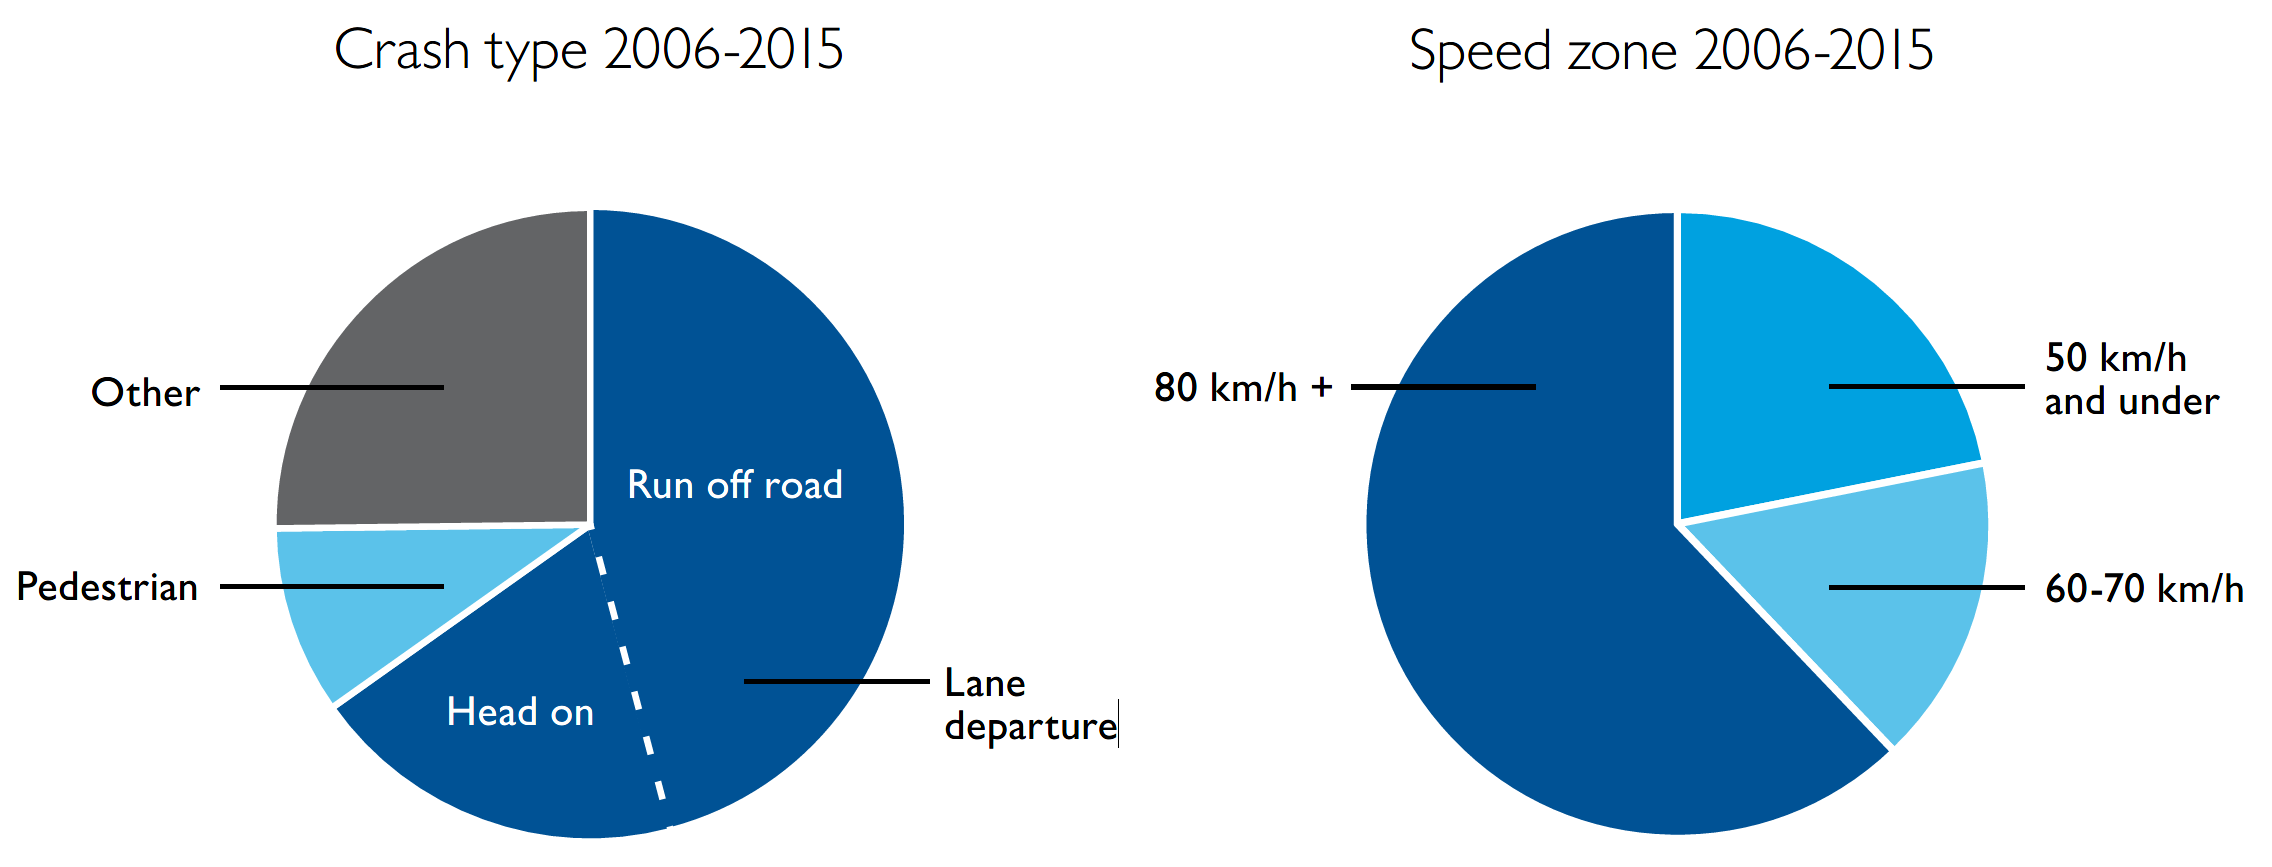 Crash type 2006-2015
Other
Pedestrian
Run off road
Head on
Lane
departure
Speed zone 2006-2015
80 km/h +
50 km/h
and under
60-70 km/h